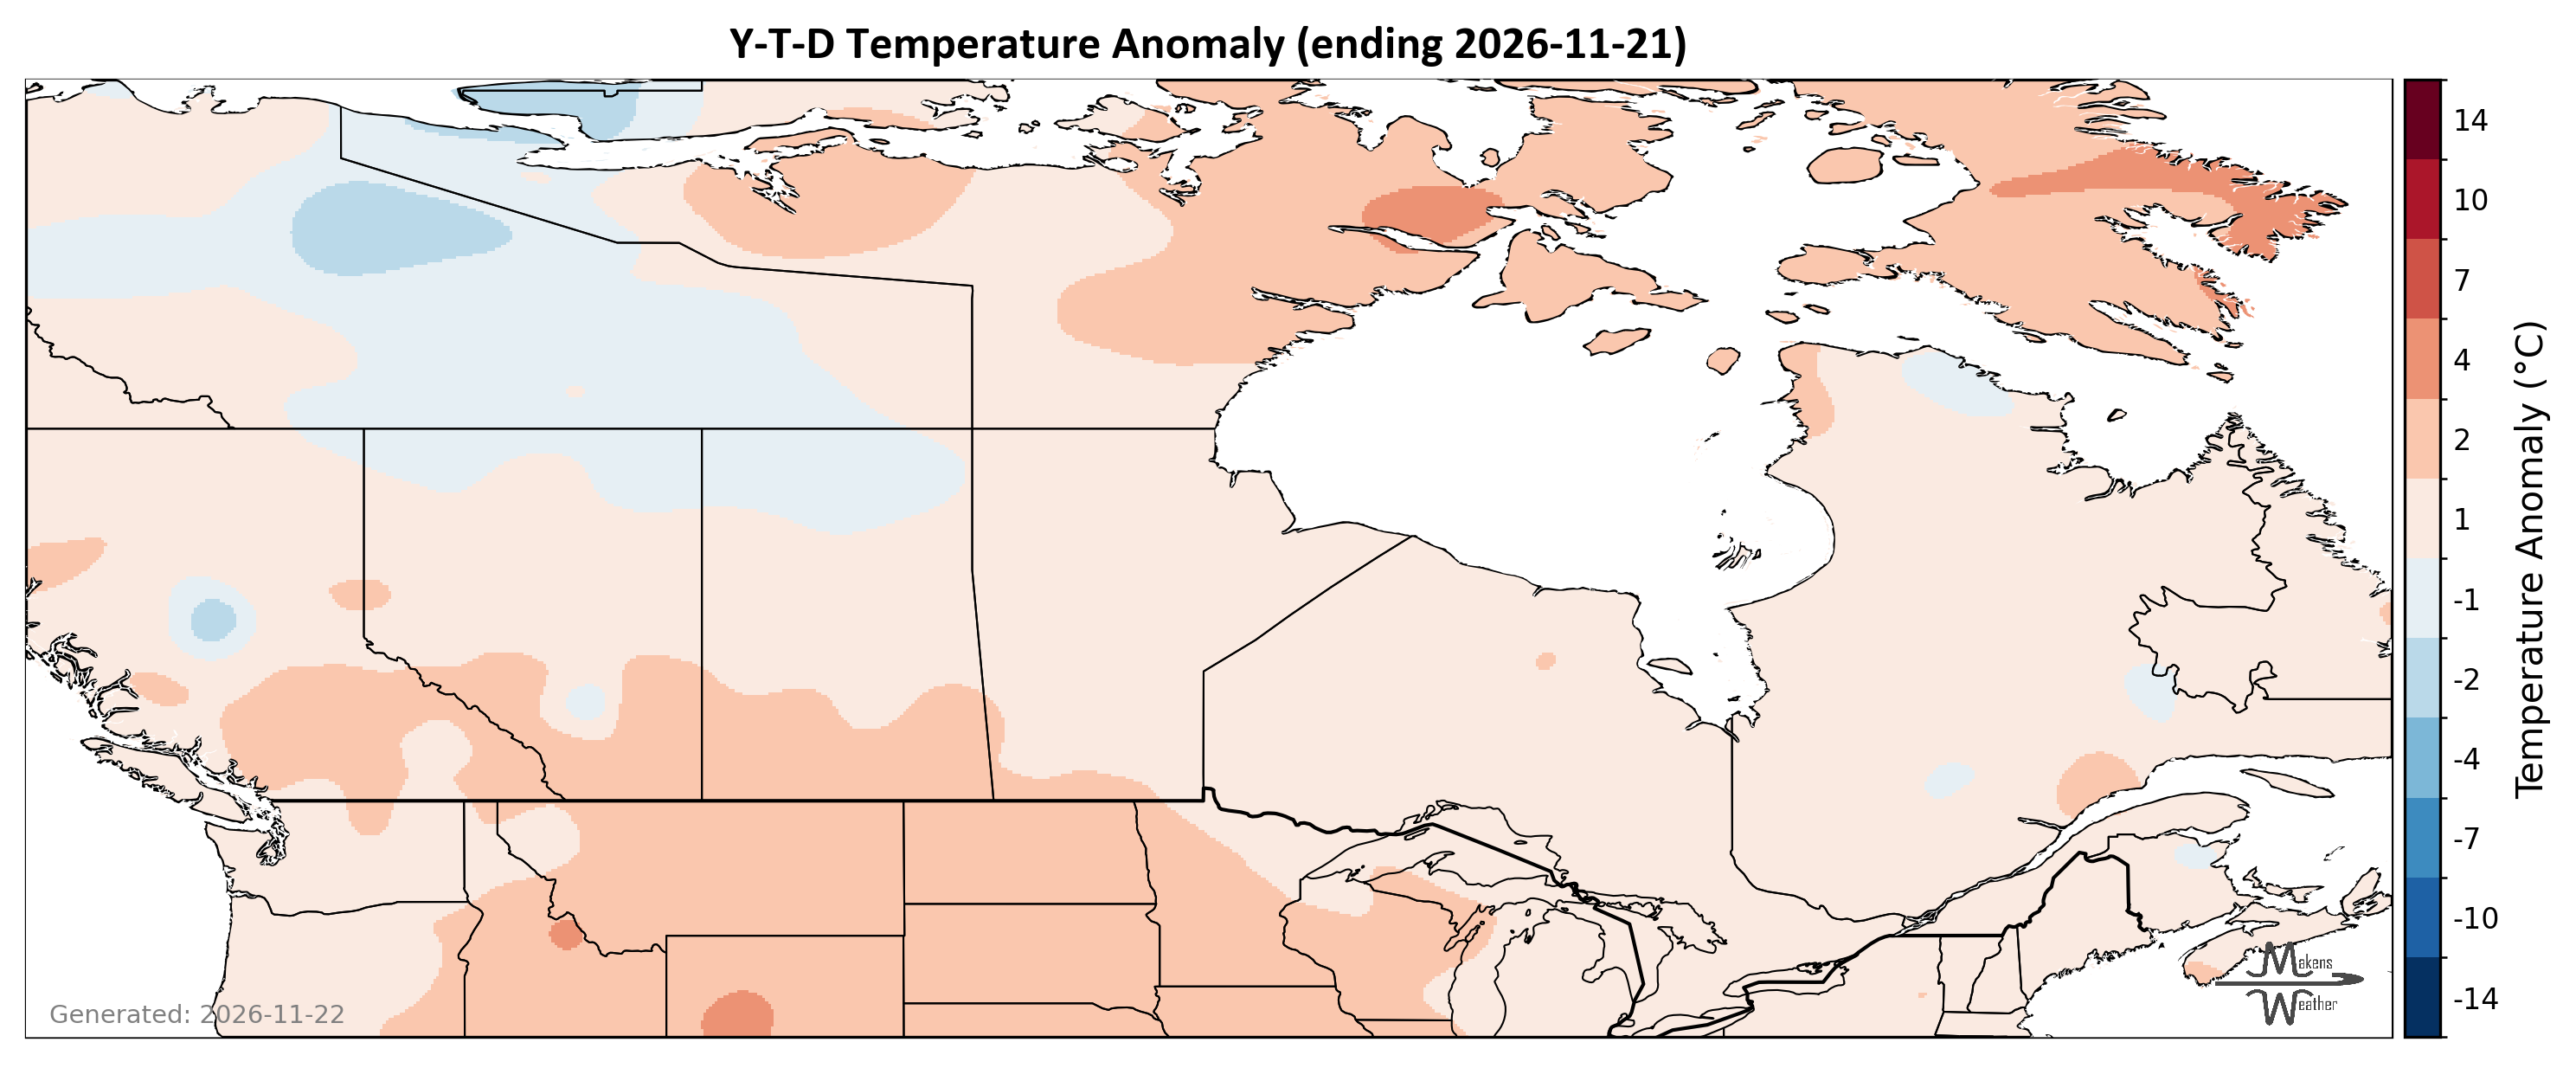 Y-T-D Temperature Anomaly (ending 2026-11-21)
14
10
7
4
2
1
-1
-2
-4
-7
-10
-14
Temperature Anomaly (°C)
Generated: 2026-11-22
Makens
Weather